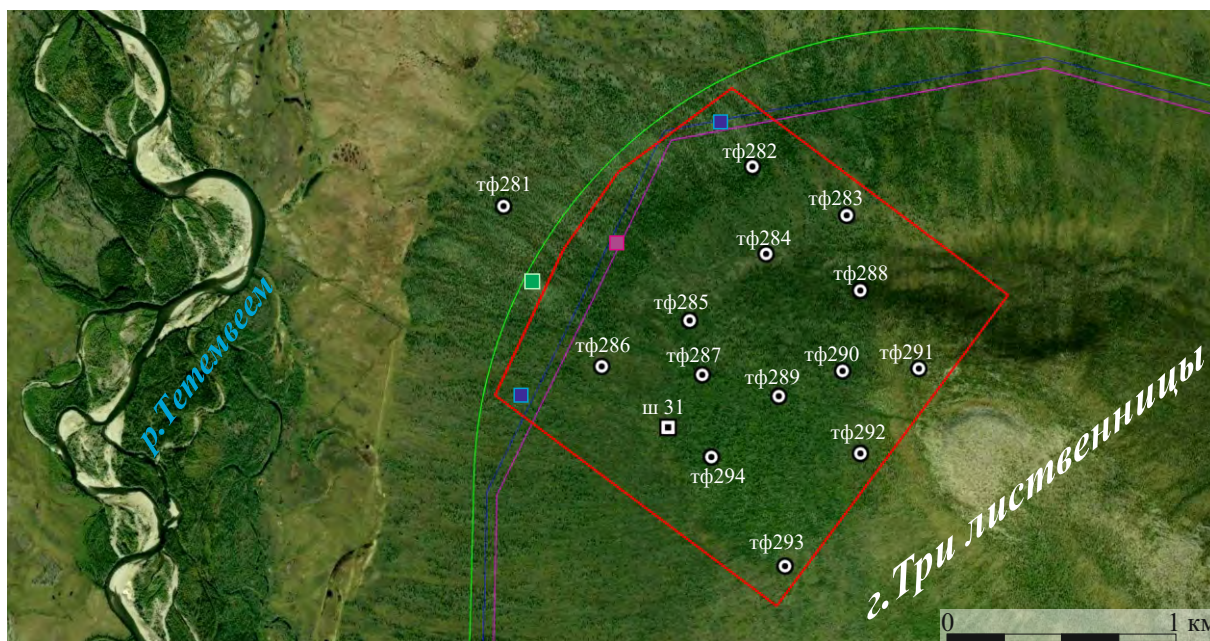 тф282
тф281
тф283
тф284
тф288
р. Тетемвеем
тф285
тф286
тф287
тф290
тф291
тф289
ш 31
тф292
тф294
г. Три лиственницы
тф293
0 1 км